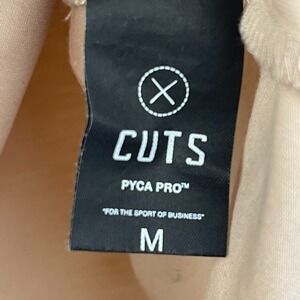 CUTS
PYCA PRO™
"FOR THE SPORT OF BUSINESS"
M